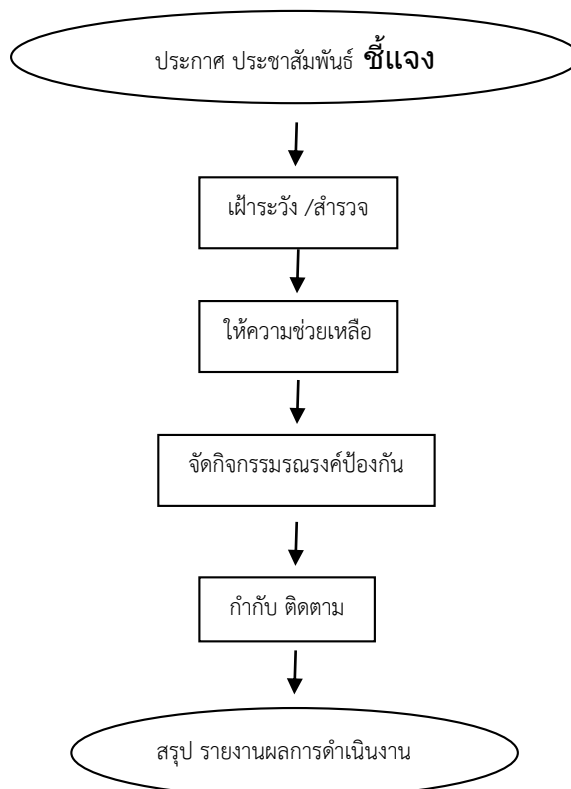 ประกาศ ประชาสัมพันธ์ ชี้แจง
เฝ้าระวัง /สำรวจ
ให้ความช่วยเหลือ
จัดกิจกรรมรณรงค์ป้องกัน
กำกับ ติดตาม
สรุป รายงานผลการดำเนินงาน